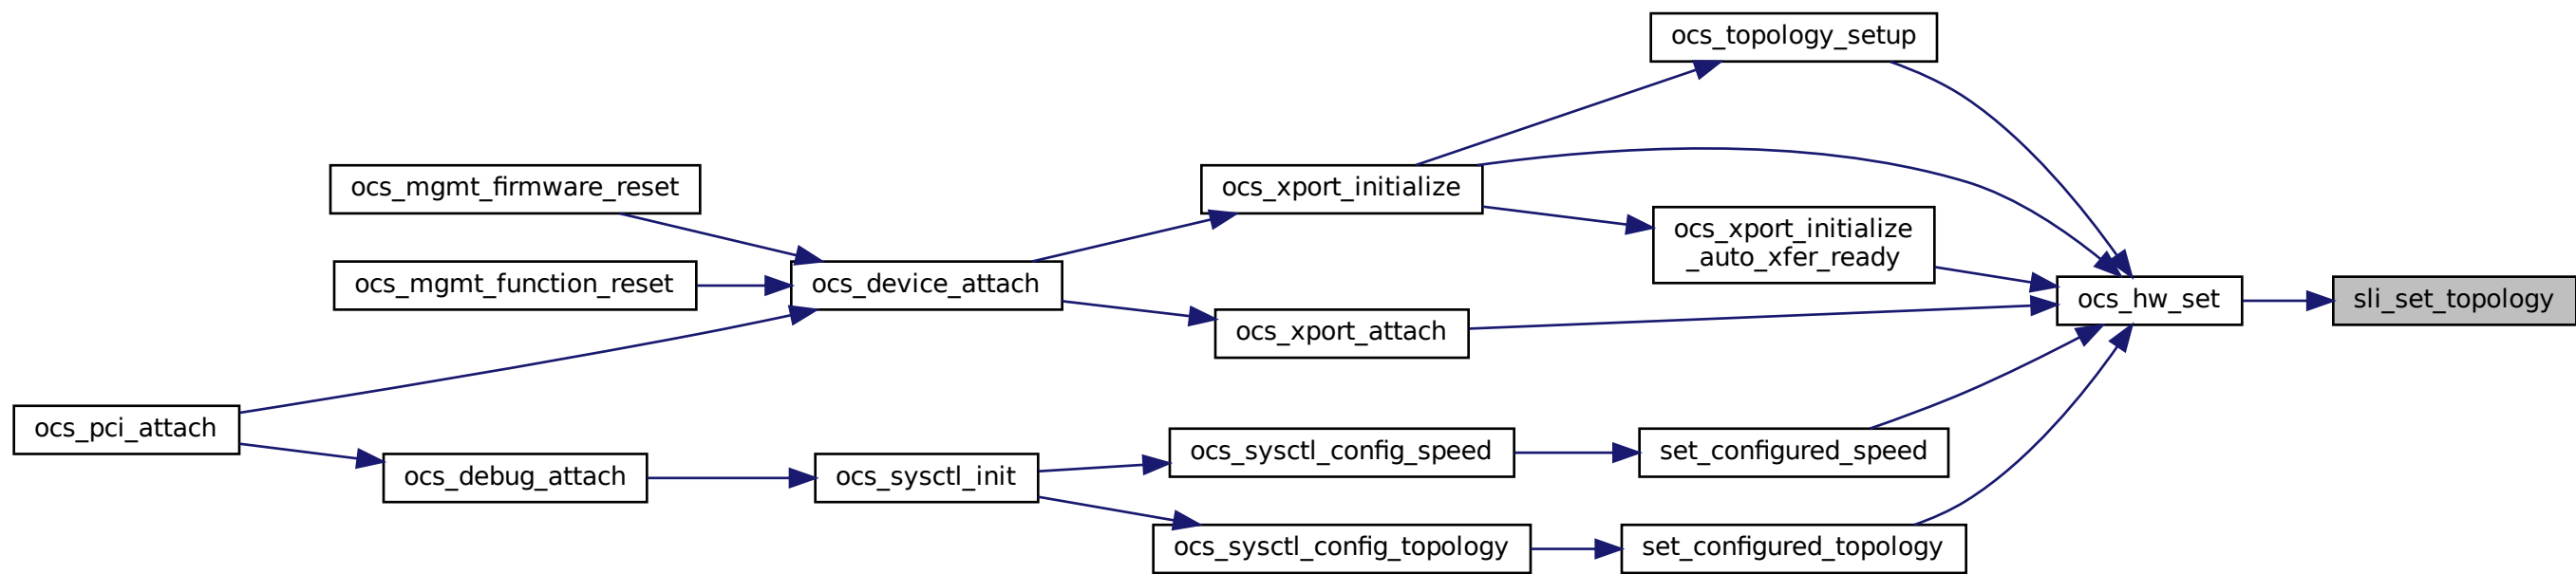 ocs_topology_setup
ocs_mgmt_firmware_reset
ocs_xport_initialize
ocs_xport_initialize
_auto_xfer_ready
ocs_mgmt_function_reset
ocs_device_attach
ocs_hw_set
sli_set_topology
ocs_xport_attach
ocs_pci_attach
ocs_debug_attach
ocs_sysctl_init
ocs_sysctl_config_speed
set_configured_speed
ocs_sysctl_config_topology
set_configured_topology